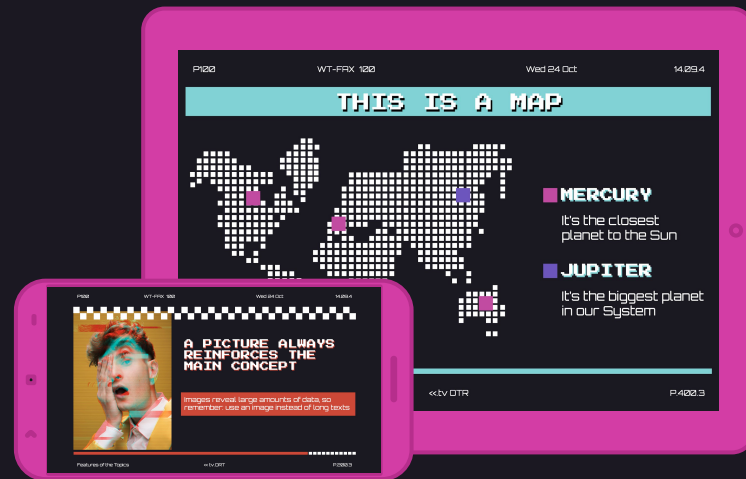 P100 WT-FAX 100 Wed 24 Oct 14.09.4
THIS IS A MAP
MERCURY
It's the closest
planet to the Sun
JUPITER
It's the biggest planet
in our System
<<.tv OTR P.400.3
P100 WT-FAX 100 Wed 24 Oct 14.09.4
A PICTURE ALWAYS
REINFORCES THE
MAIN CONCEPT
Images reveal large amounts of data, so
remember: use an image instead of long texts
Features of the Topics << tv ORT P.200.3